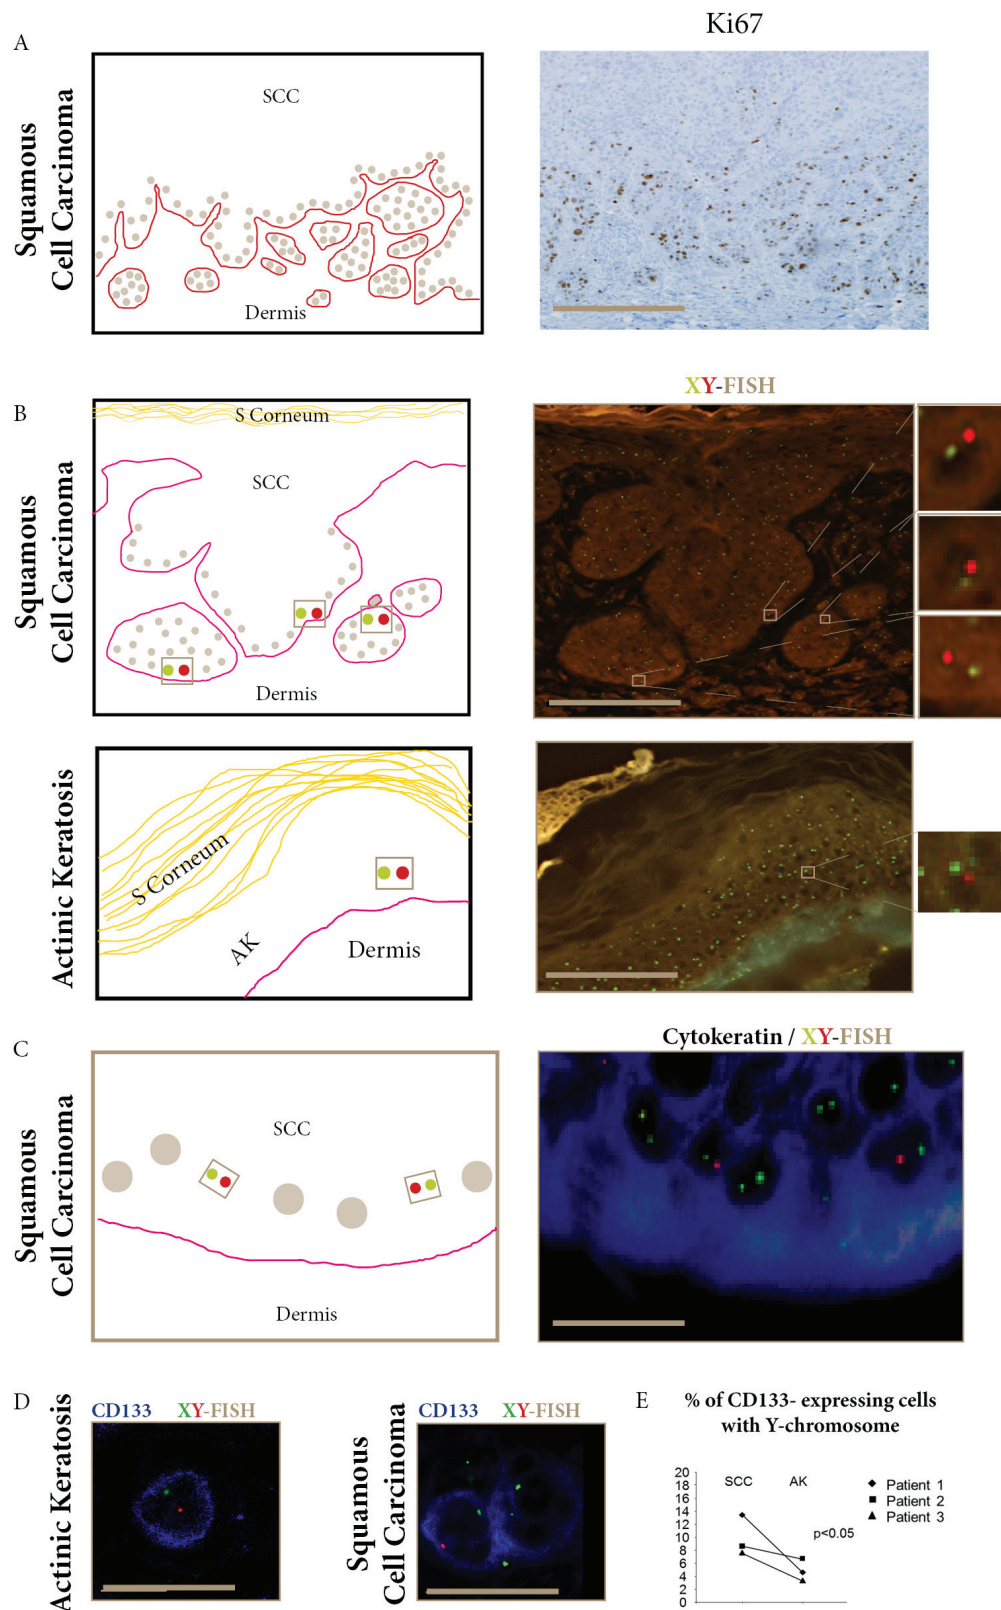 A
Ki67
Squamous
Cell Carcinoma
SCC
Dermis
B
XY-FISH
Squamous
Cell Carcinoma
S Corneum
SCC
Dermis
Actinic Keratosis
S Corneum
AK
Dermis
C
Cytokeratin / XY-FISH
Squamous
Cell Carcinoma
SCC
Dermis
D
Actinic Keratosis
CD133 XY-FISH
Squamous
Cell Carcinoma
CD133 XY-FISH
E
% of CD133- expressing cells
with Y-chromosome
20
18
16
14
12
10
8
6
4
2
0
SCC
AK
p<0.05
Patient 1
Patient 2
Patient 3